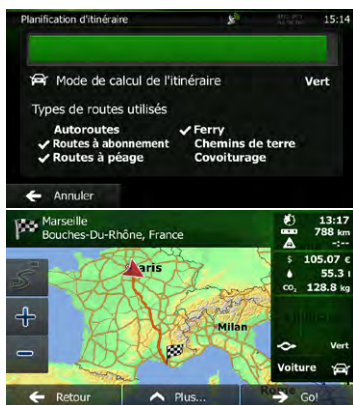 Planification d'itinéraire 15:14
Mode de calcul de l'itinéraire Vert
Types de routes utilisés
Autoroutes
Routes à abonnement
Routes à péage
Ferry
Chemins de terre
Covoiturage
-:--
Annuler
Marseille
Bouches-Du-Rhône, France
13:17
788 km
-:--
$ 105.07 €
55.3 l
CO₂ 128.8 kg
aris
Milan
Vert
Voiture
Retour
Plus...
Go!